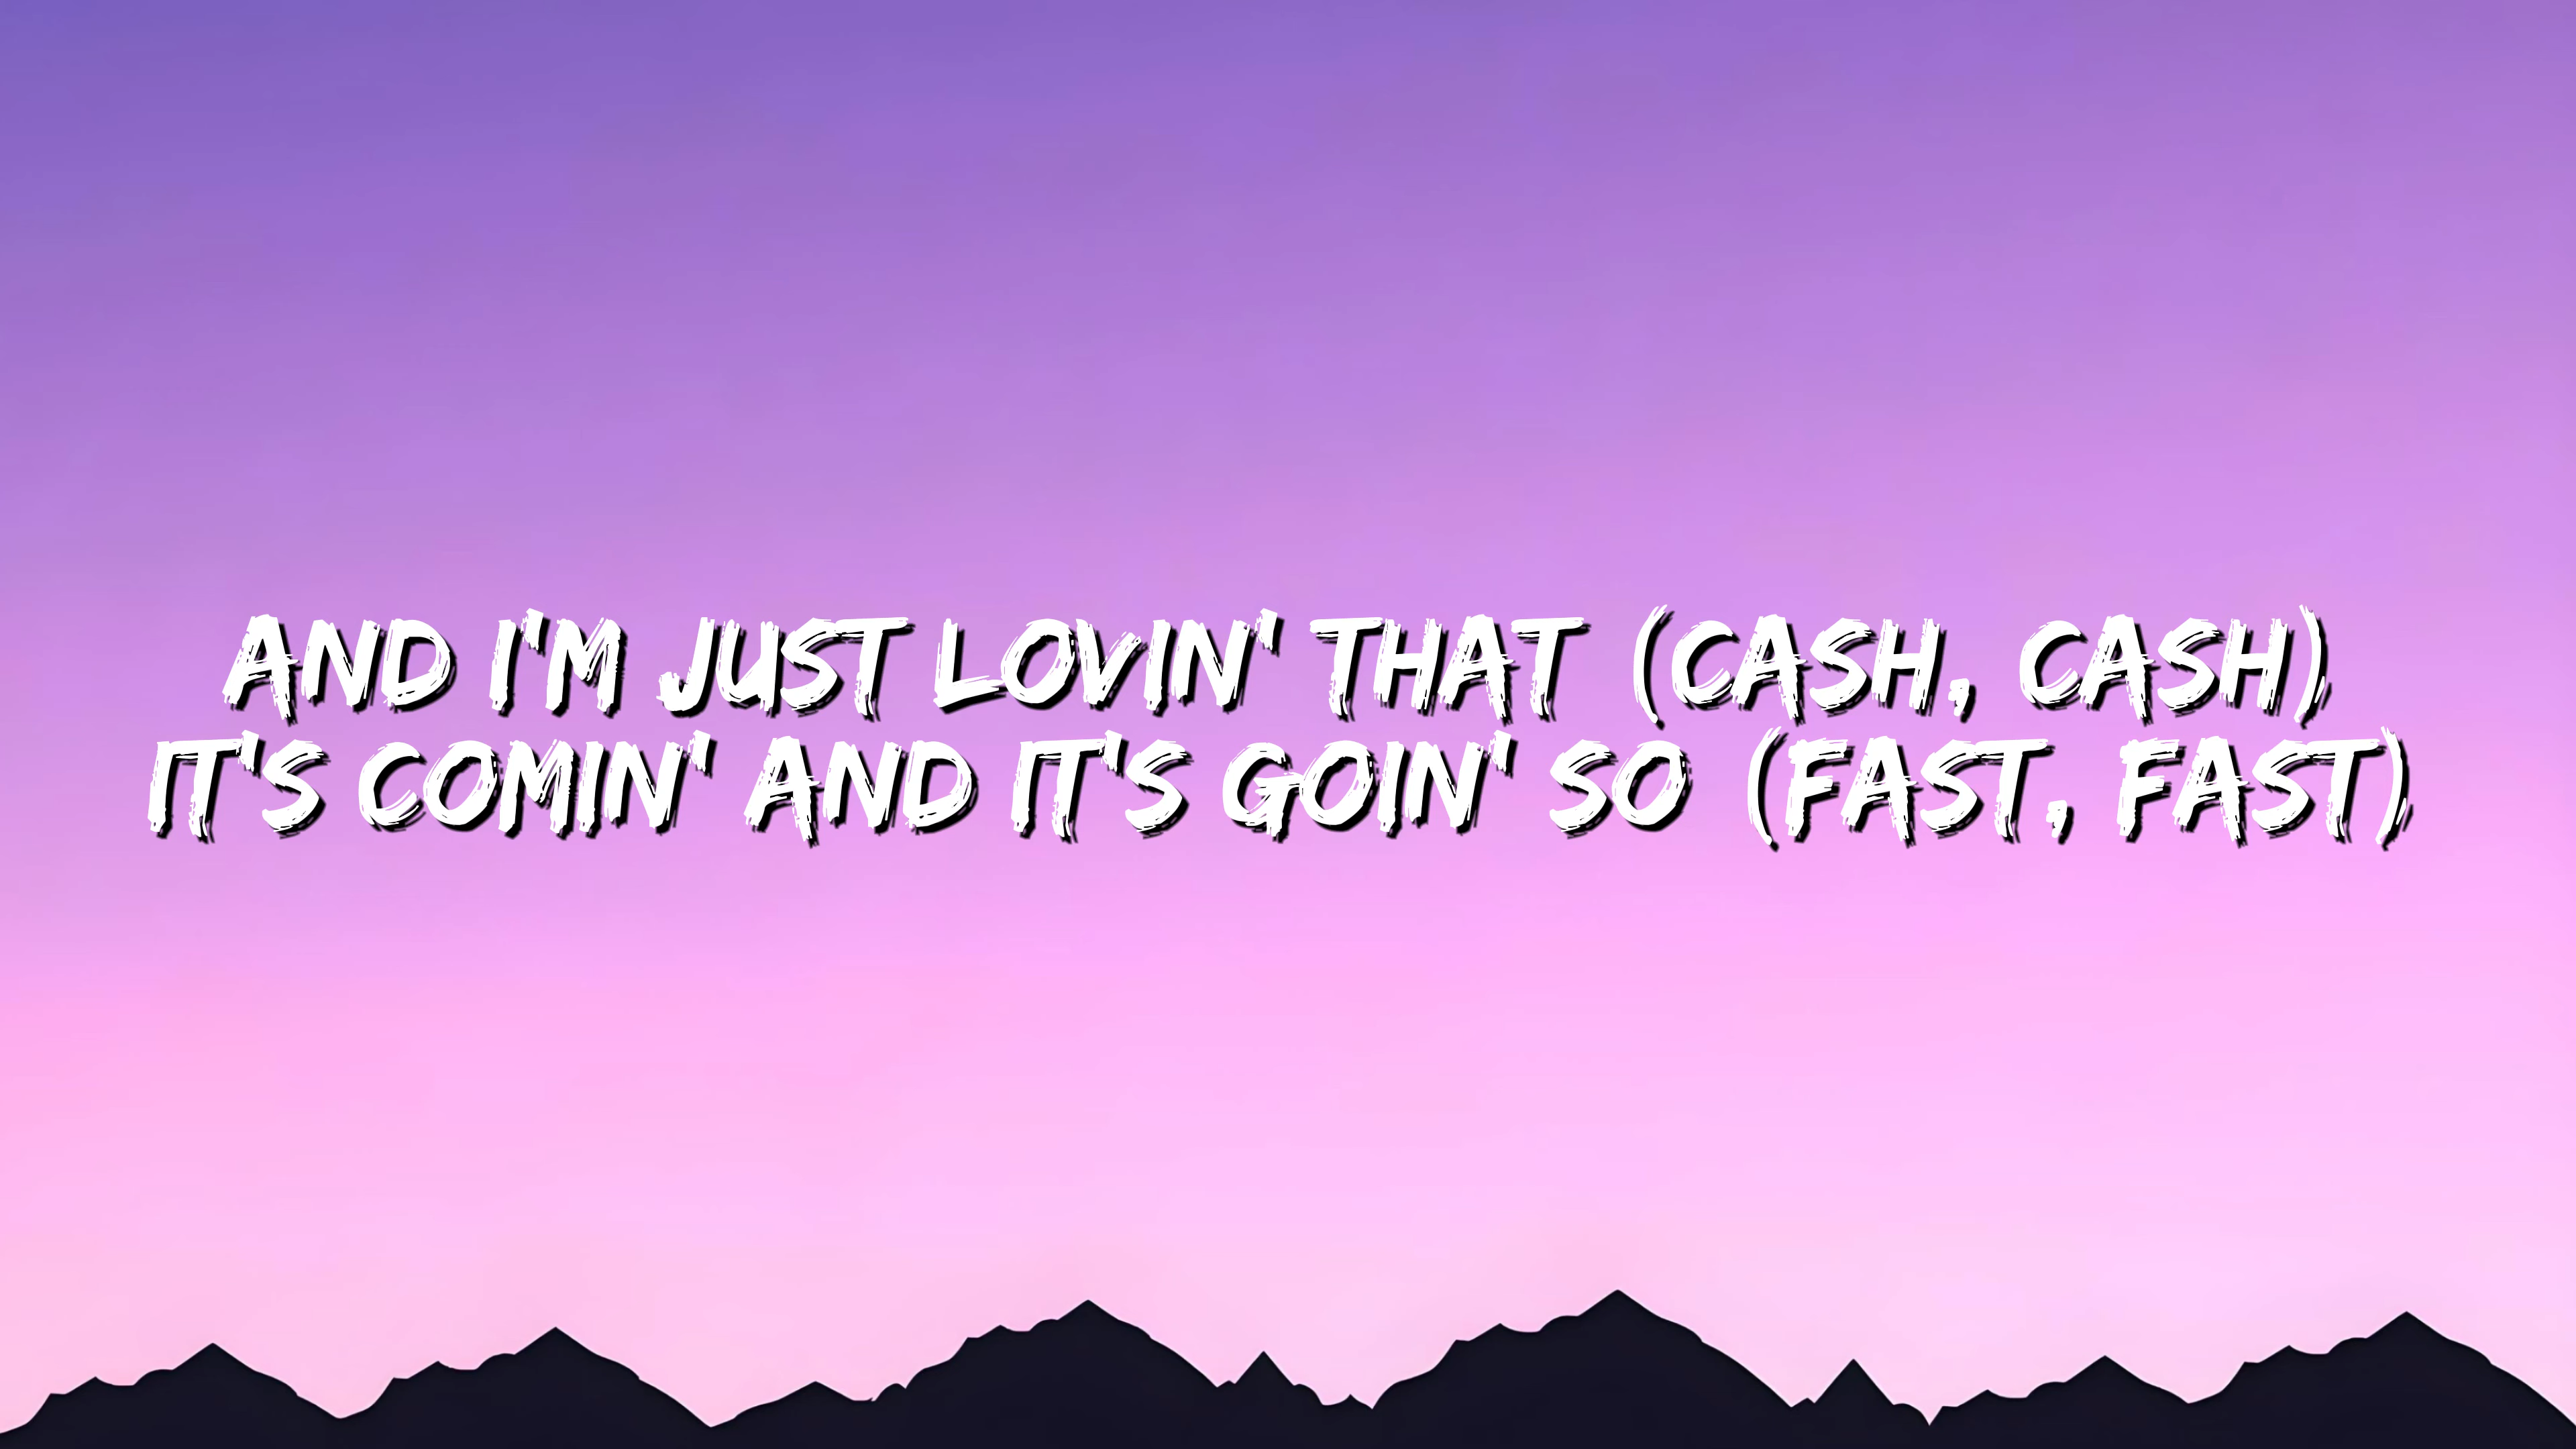 AND I'M JUST LOVIN' THAT (CASH, CASH)
IT'S COMIN' AND IT'S GOIN' SO (FAST, FAST)